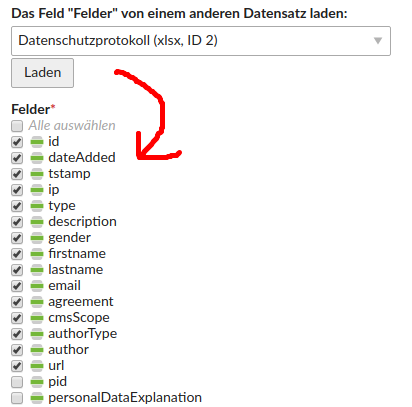 Das Feld "Felder" von einem anderen Datensatz laden:
Datenschutzprotokoll (xlsx, ID 2)
Laden
Felder*
Alle auswählen
id
dateAdded
tstamp
ip
type
description
gender
firstname
lastname
email
agreement
cmsScope
authorType
author
url
pid
personalDataExplanation